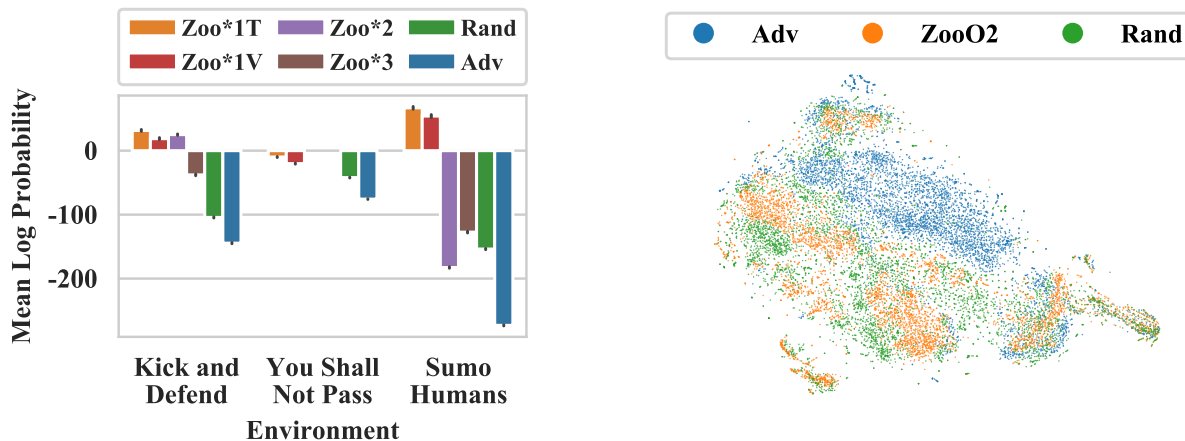 Zoo*1T Zoo*2 Rand
Zoo*1V Zoo*3 Adv
Mean Log Probability
0
-100
-200
Kick and Defend
You Shall Not Pass
Sumo Humans
Environment
Adv ZooO2 Rand